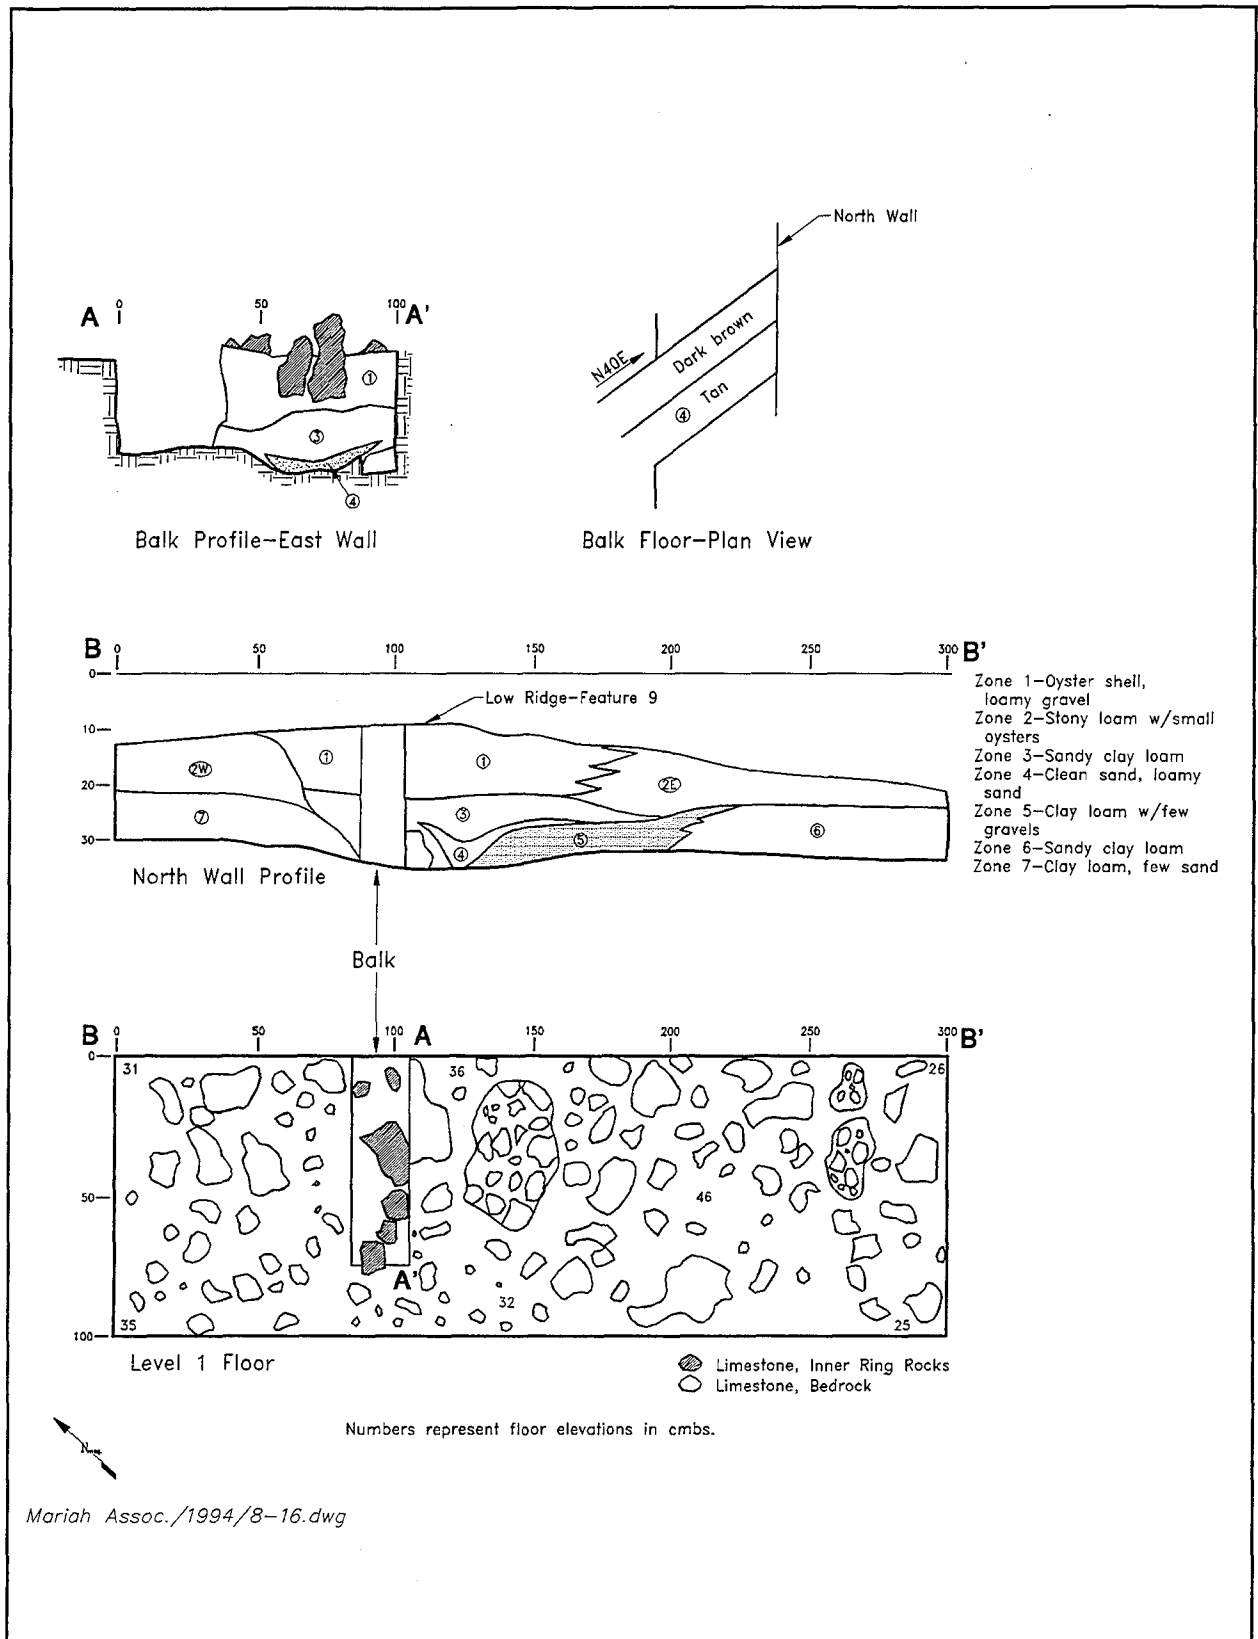 North Wall
A 0 50 100 A'
Dark brown
N40E
① 
④ Tan
③
④
Balk Profile-East Wall
Balk Floor-Plan View
B 0 50 100 150 200 250 300 B'
0
Low Ridge-Feature 9
10
20
30
2W
①
①
2E
7
③
④
5
6
North Wall Profile
Zone 1-Oyster shell,
loamy gravel
Zone 2-Stony loam w/small
oysters
Zone 3-Sandy clay loam
Zone 4-Clean sand, loamy
sand
Zone 5-Clay loam w/few
gravels
Zone 6-Sandy clay loam
Zone 7-Clay loam, few sand
Balk
B 0 50 100 A 150 200 250 300 B'
0
31
36
26
50
46
A'
32
100
35
25
Level 1 Floor
Limestone, Inner Ring Rocks
Limestone, Bedrock
Numbers represent floor elevations in cmbs.
Mariah Assoc./1994/8-16.dwg